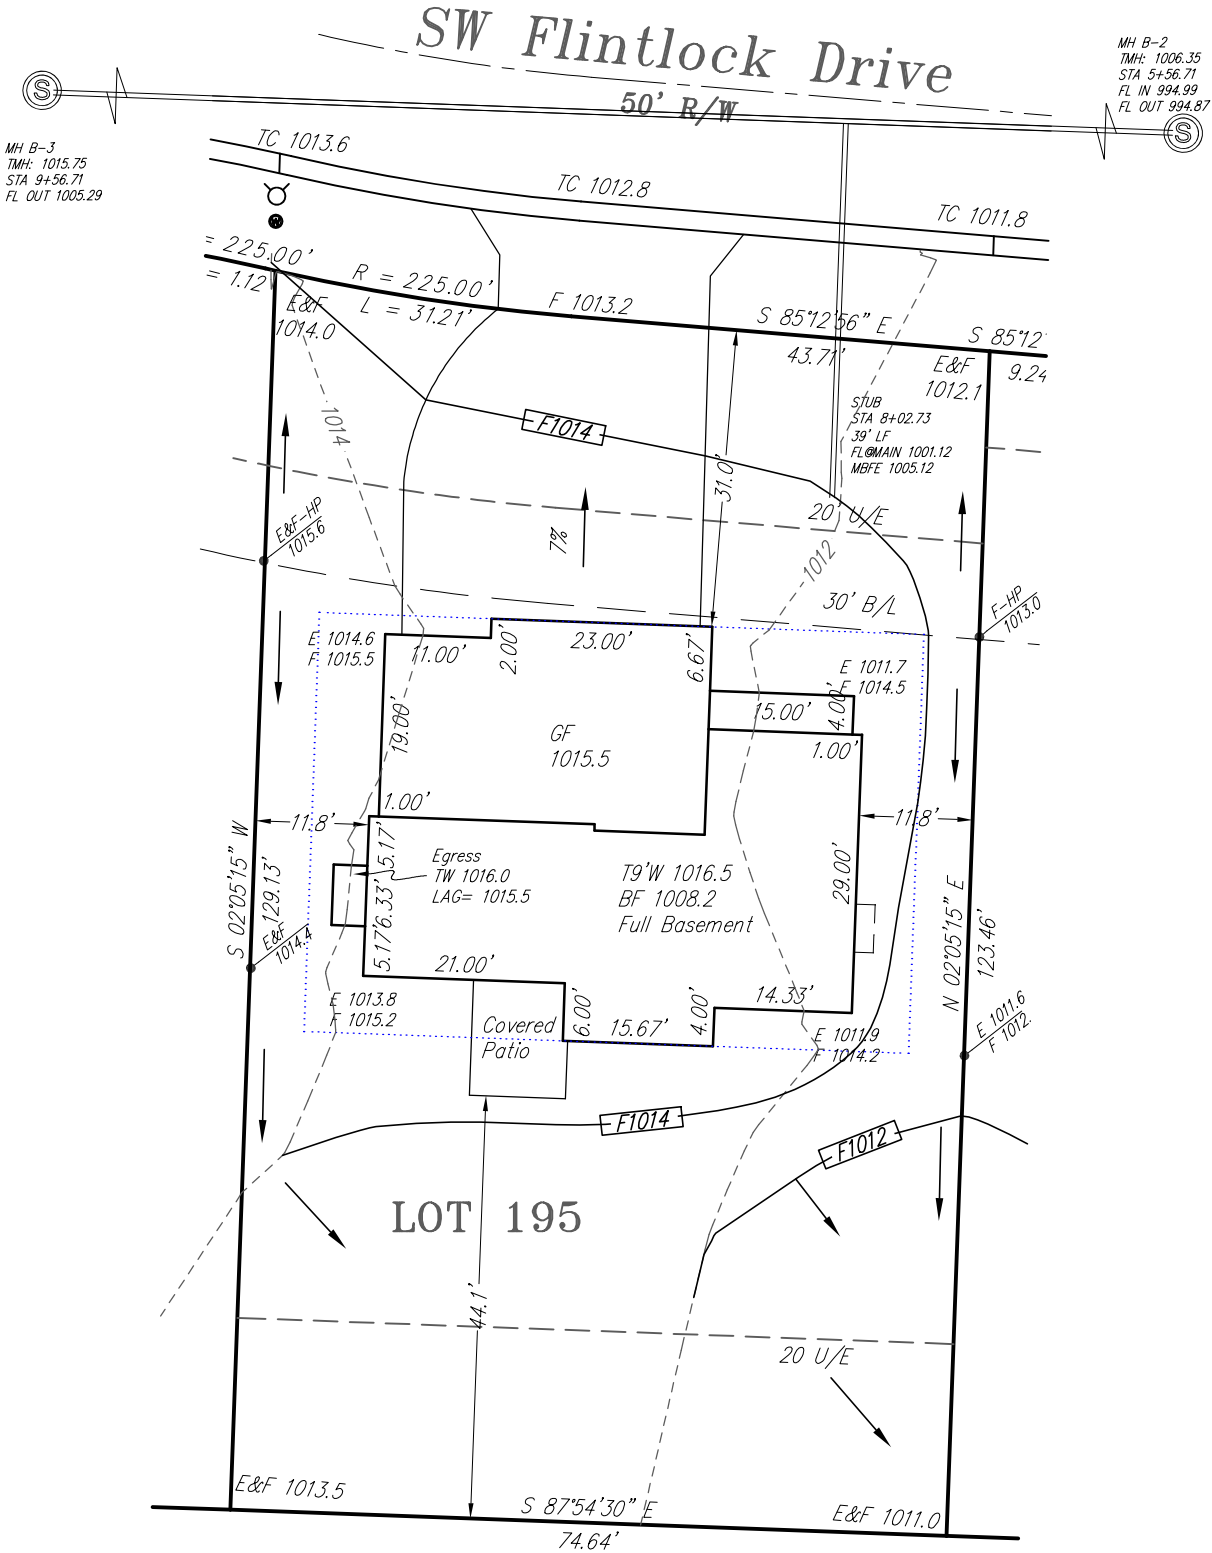 SW Flintlock Drive
50' R/W
MH B-2
TMH: 1006.35
STA 5+56.71
FL IN 994.99
FL OUT 994.87
S
S
MH B-3
TMH: 1015.75
STA 9+56.71
FL OUT 1005.29
TC 1013.6
TC 1012.8
TC 1011.8
= 225.00'
= 1.12'
R = 225.00'
L = 31.21'
F 1013.2
S 85°12'56" E
43.71'
S 85°12'
9.24
E&F
1014.0
E&F
1012.1
STUB
STA 8+02.73
39' LF
FL@MAIN 1001.12
MBFE 1005.12
1014
F1014
31.0'
20' U/E
E&F-HP
1015.6
7%
1012
30' B/L
F-HP
1013.0
E 1014.6
F 1015.5
11.00'
2.00'
23.00'
6.67'
E 1011.7
F 1014.5
15.00'
4.00'
1.00'
19.00'
GF
1015.5
1.00'
11.8'
11.8'
5.17'
Egress
TW 1016.0
LAG= 1015.5
T9'W 1016.5
BF 1008.2
Full Basement
29.00'
6.33'
5.17'
S 02°05'15" W
129.13'
E&F
1014.4
N 02°05'15" E
123.46'
21.00'
E 1013.8
F 1015.2
Covered
Patio
6.00'
15.67'
4.00'
14.33'
E 1011.9
F 1014.2
E 1011.6
F 1012.
F1014
F1012
LOT 195
44.1'
20 U/E
E&F 1013.5
S 87°54'30" E
74.64'
E&F 1011.0